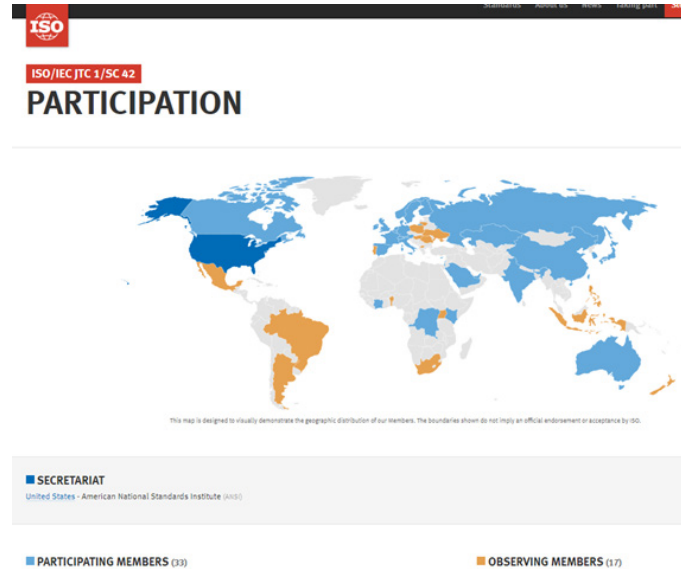 Standards About us News Taking part
ISO
ISO/IEC JTC 1/SC 42
PARTICIPATION
This map is designed to visually demonstrate the geographic distribution of our Members. The boundaries shown do not imply an official endorsement or acceptance by ISO.
SECRETARIAT
United States - American National Standards Institute (ANSI)
PARTICIPATING MEMBERS (33)
OBSERVING MEMBERS (17)